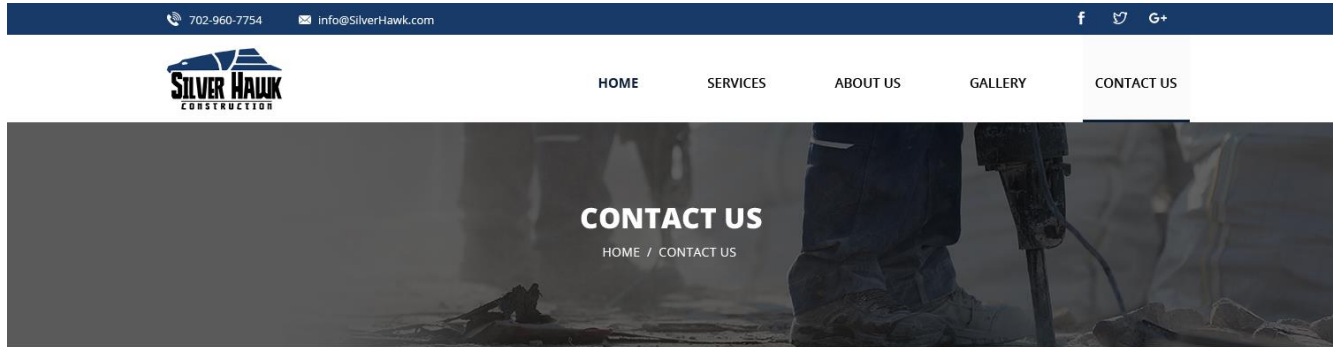 702-960-7754 info@SilverHawk.com G+
SILVER HAWK
CONSTRUCTION
HOME SERVICES ABOUT US GALLERY CONTACT US
CONTACT US
HOME / CONTACT US